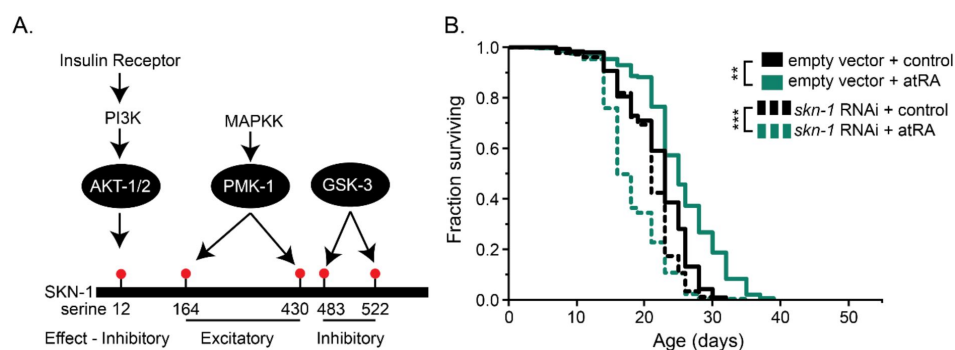 A.
Insulin Receptor
PI3K
MAPKK
AKT-1/2
PMK-1
GSK-3
SKN-1
serine 12 164 430 483 522
Effect - Inhibitory Excitatory Inhibitory
B.
Fraction surviving
1.0
0.8
0.6
0.4
0.2
0.0
0 10 20 30 40 50
Age (days)
** empty vector + control
empty vector + atRA
*** skn-1 RNAi + control
skn-1 RNAi + atRA